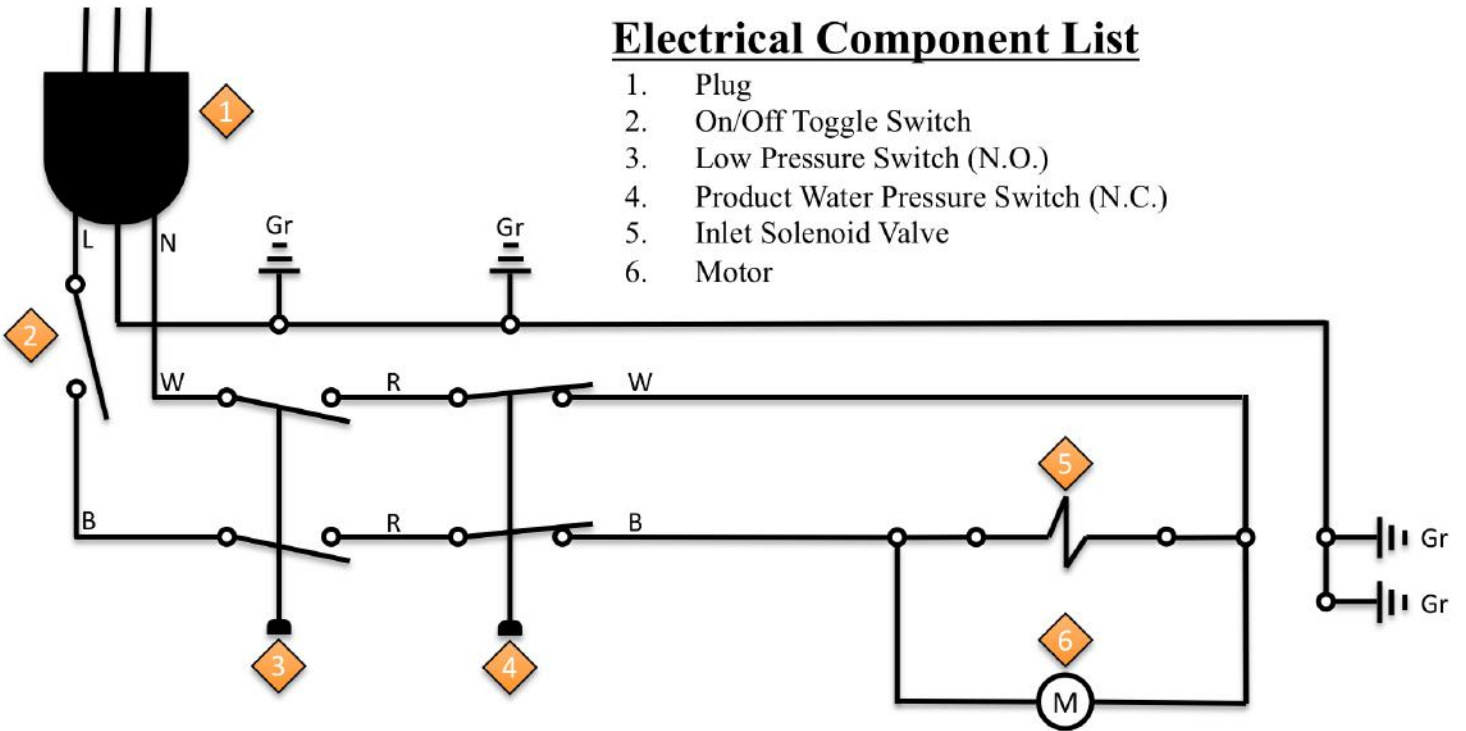 Electrical Component List
1. Plug
2. On/Off Toggle Switch
3. Low Pressure Switch (N.O.)
4. Product Water Pressure Switch (N.C.)
5. Inlet Solenoid Valve
6. Motor
1
L
N
Gr
Gr
2
W
R
W
5
B
R
B
Gr
Gr
3
4
6
M